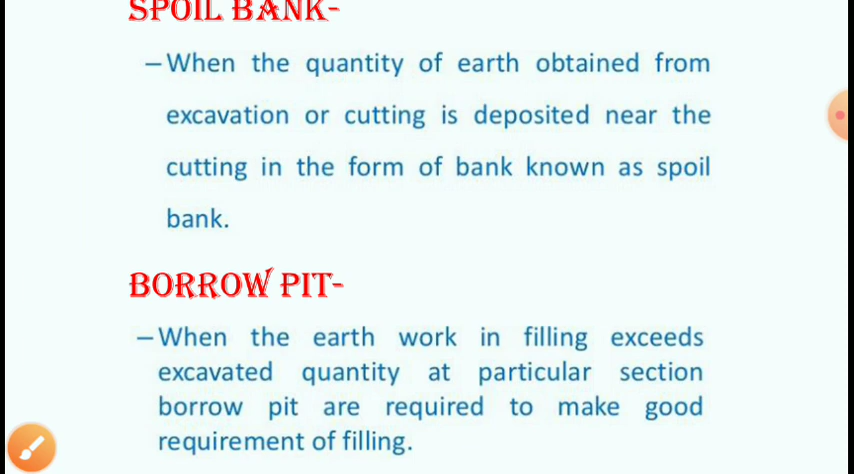 SPOIL BANK-
– When the quantity of earth obtained from
excavation or cutting is deposited near the
cutting in the form of bank known as spoil
bank.
BORROW PIT-
– When the earth work in filling exceeds
excavated quantity at particular section
borrow pit are required to make good
requirement of filling.